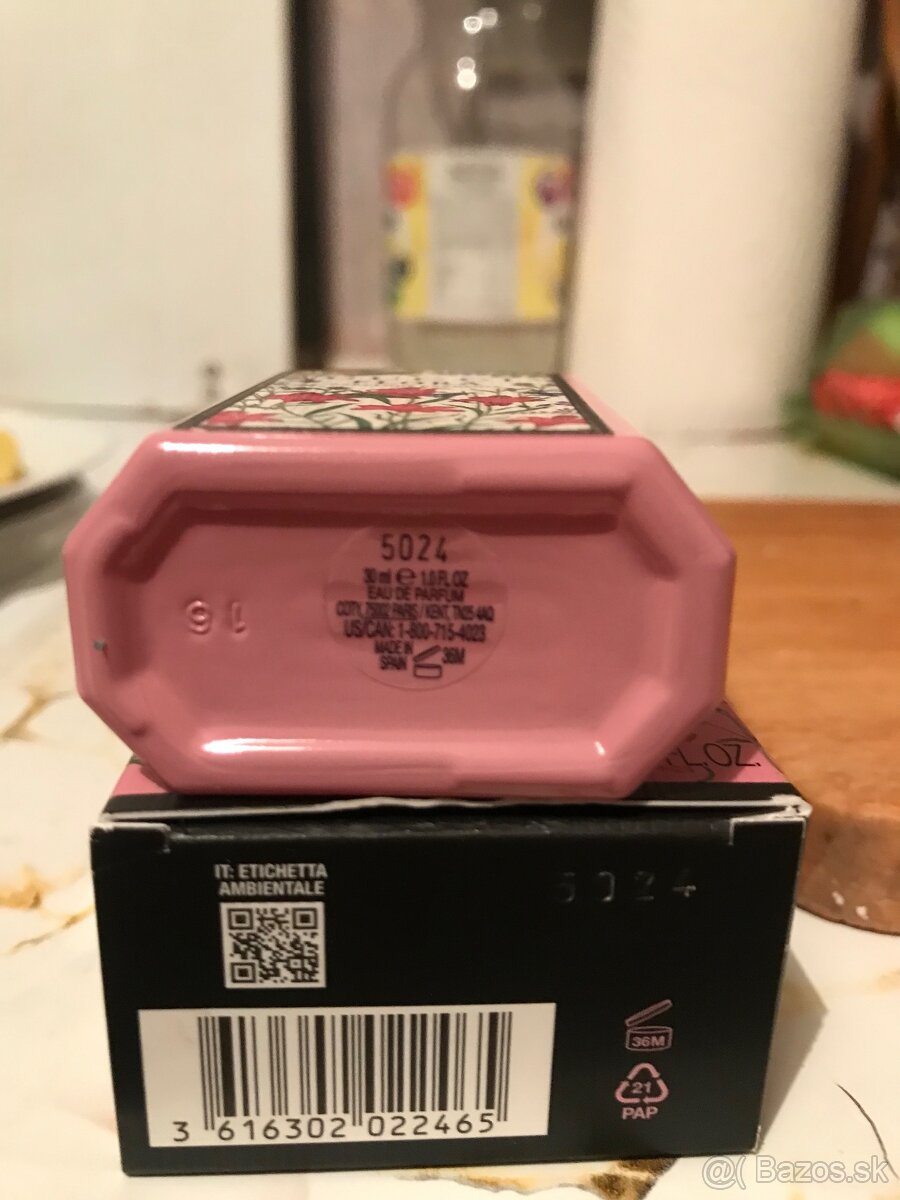 5024
30 ml e 1.0 FL.OZ
EAU DE PARFUM
COTY, 75002 PARIS / KENT, TN25 4AQ
US/CAN: 1-800-715-4023
MADE IN
SPAIN
36M
16
FL.OZ.
IT: ETICHETTA
AMBIENTALE
5024
3 616302 022465
36M
21
PAP
@( Bazos.sk